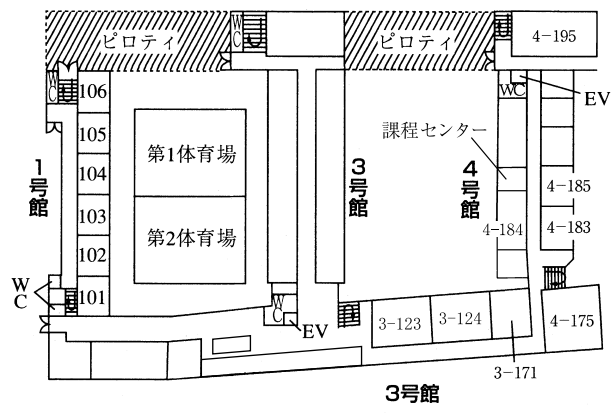 ピロティ
WC
ピロティ
4-195
WC
106
EV
WC
105
課程センター
第1体育場
104
1号館
3号館
4号館
4-185
103
第2体育場
4-184
4-183
102
WC
101
WC
3-123
3-124
4-175
EV
3-171
3号館